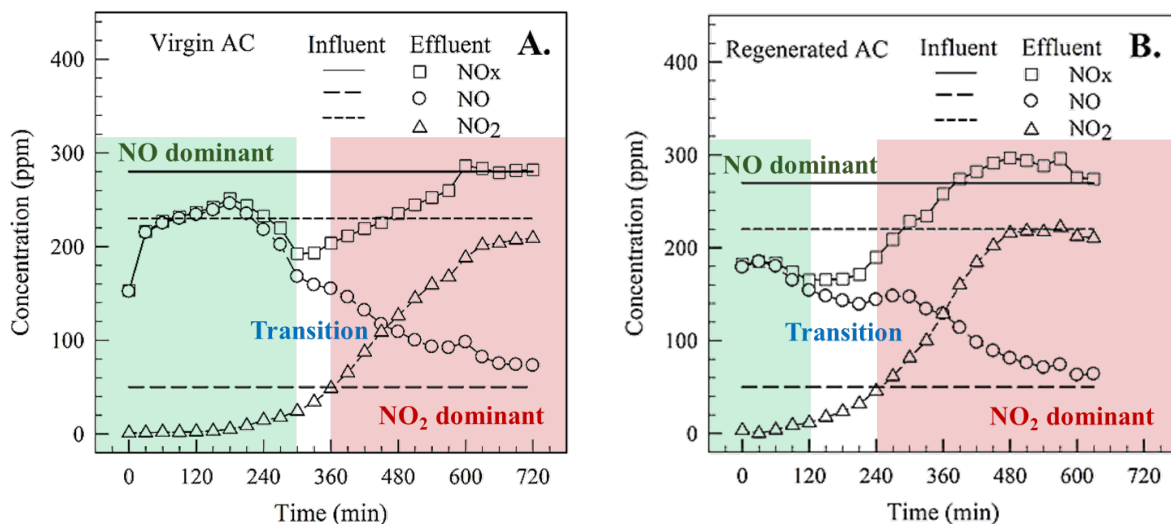 Virgin AC
Influent Effluent
A.
NOx
NO
NO2
NO dominant
Transition
NO2 dominant
Concentration (ppm)
400
300
200
100
0
0 120 240 360 480 600 720
Time (min)
Regenerated AC
Influent Effluent
B.
NOx
NO
NO2
NO dominant
Transition
NO2 dominant
Concentration (ppm)
400
300
200
100
0
0 120 240 360 480 600 720
Time (min)